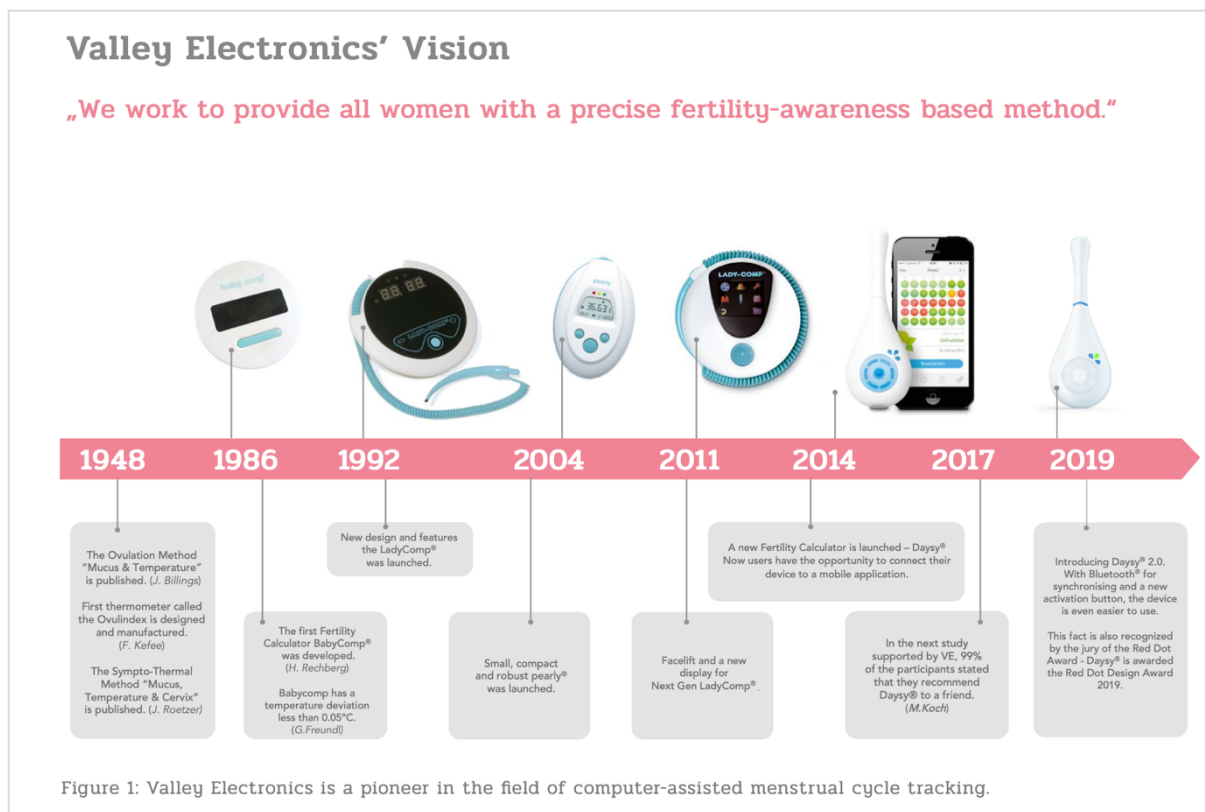 Valley Electronics’ Vision
„We work to provide all women with a precise fertility-awareness based method.“
baby comp
pearly
36.63
LADY-COMP
1948
1986
1992
2004
2011
2014
2017
2019
The Ovulation Method
“Mucus & Temperature”
is published. (J. Billings)
First thermometer called
the Ovulindex is designed
and manufactured.
(F. Kefee)
The Sympto-Thermal
Method “Mucus,
Temperature & Cervix”
is published. (J. Roetzer)
The first Fertility
Calculator BabyComp®
was developed.
(H. Rechberg)
Babycomp has a
temperature deviation
less than 0.05°C.
(G.Freundl)
New design and features
the LadyComp®
was launched.
Small, compact
and robust pearly®
was launched.
Facelift and a new
display for
Next Gen LadyComp®.
A new Fertility Calculator is launched – Daysy®
Now users have the opportunity to connect their
device to a mobile application.
In the next study
supported by VE, 99%
of the participants stated
that they recommend
Daysy® to a friend.
(M.Koch)
Introducing Daysy® 2.0.
With Bluetooth® for
synchronising and a new
activation button, the device
is even easier to use.
This fact is also recognized
by the jury of the Red Dot
Award - Daysy® is awarded
the Red Dot Design Award
2019.
Figure 1: Valley Electronics is a pioneer in the field of computer-assisted menstrual cycle tracking.